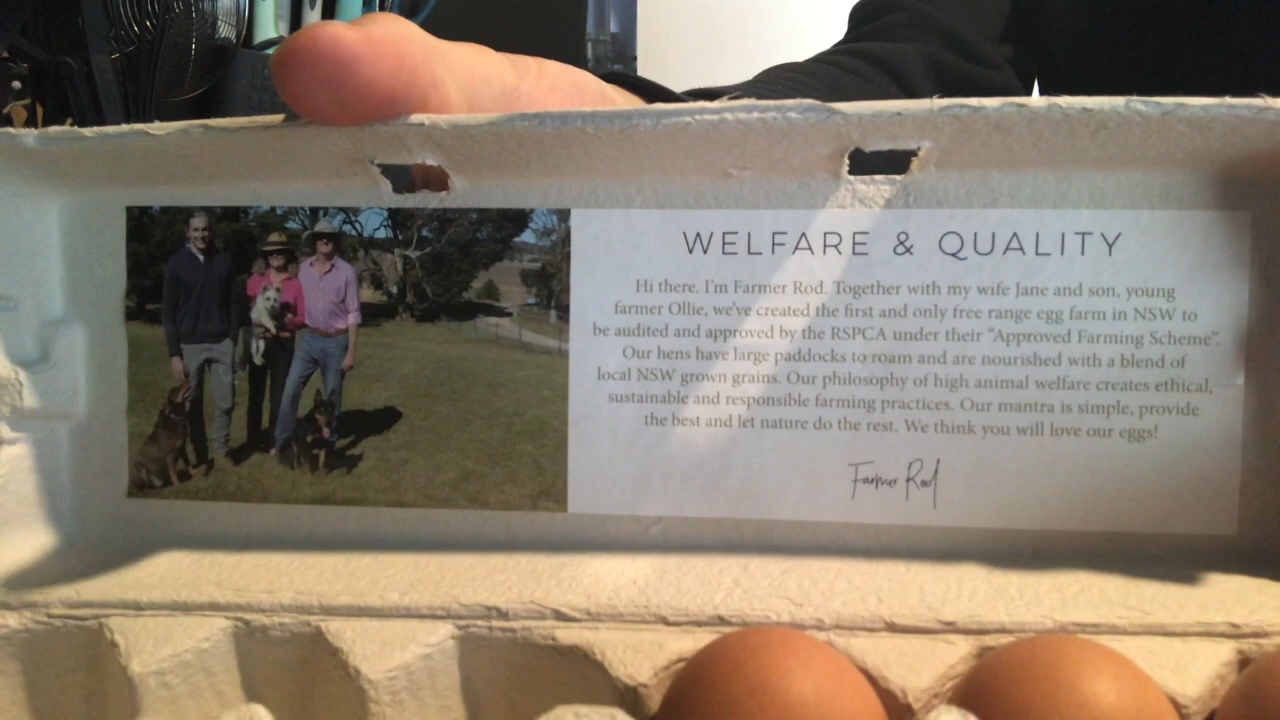 WELFARE & QUALITY
Hi there. I'm Farmer Rod. Together with my wife Jane and son, young
farmer Ollie, we've created the first and only free range egg farm in NSW to
be audited and approved by the RSPCA under their "Approved Farming Scheme".
Our hens have large paddocks to roam and are nourished with a blend of
local NSW grown grains. Our philosophy of high animal welfare creates ethical,
sustainable and responsible farming practices. Our mantra is simple, provide
the best and let nature do the rest. We think you will love our eggs!
Farmer Rod